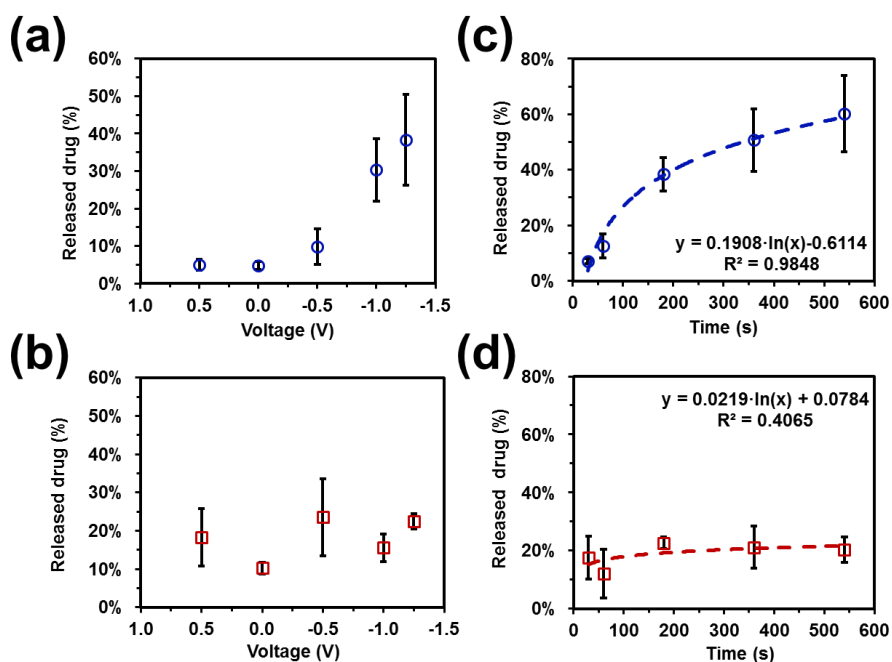 (a)
60%
50%
40%
30%
20%
10%
0%
Released drug (%)
1.0 0.5 0.0 -0.5 -1.0 -1.5
Voltage (V)
(c)
80%
60%
40%
20%
0%
Released drug (%)
y = 0.1908·ln(x)-0.6114
R² = 0.9848
0 100 200 300 400 500 600
Time (s)
(b)
60%
50%
40%
30%
20%
10%
0%
Released drug (%)
1.0 0.5 0.0 -0.5 -1.0 -1.5
Voltage (V)
(d)
80%
60%
40%
20%
0%
Released drug (%)
y = 0.0219·ln(x) + 0.0784
R² = 0.4065
0 100 200 300 400 500 600
Time (s)